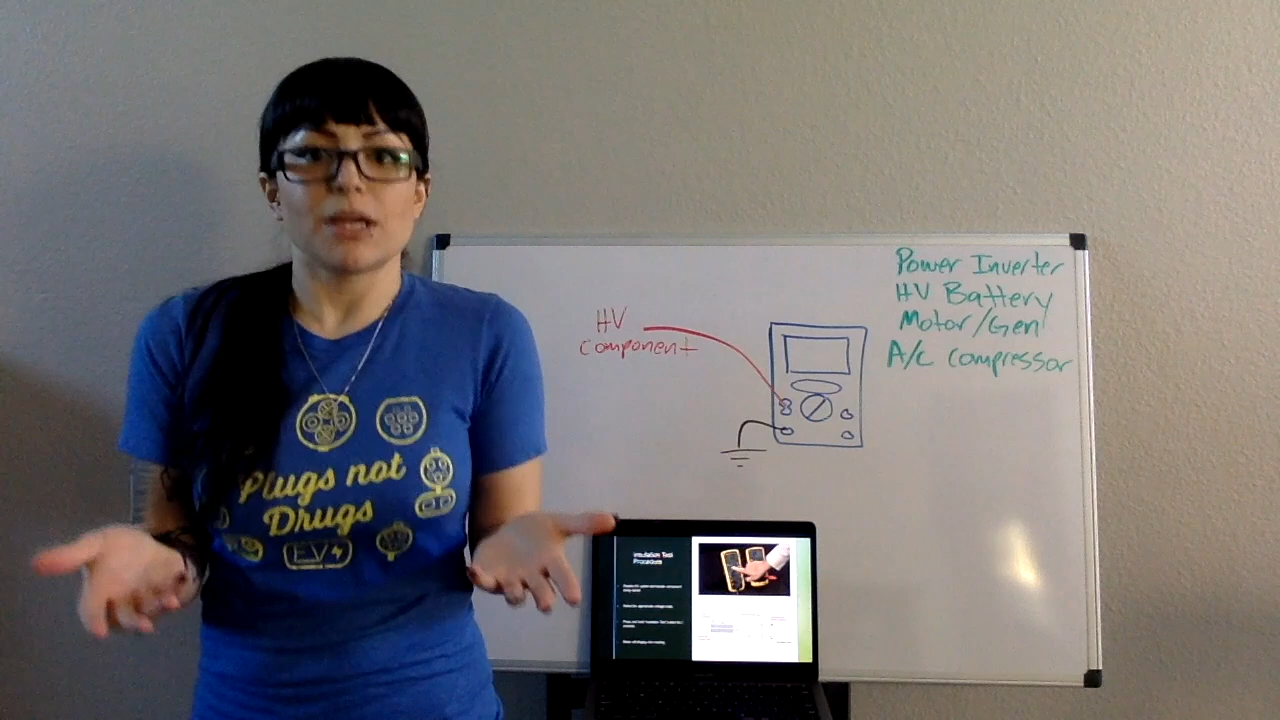 Power Inverter
HV Battery
Motor/Gen
A/C Compressor
HV
component
Plugs not
Drugs
EV
Insulation Test
Procedure